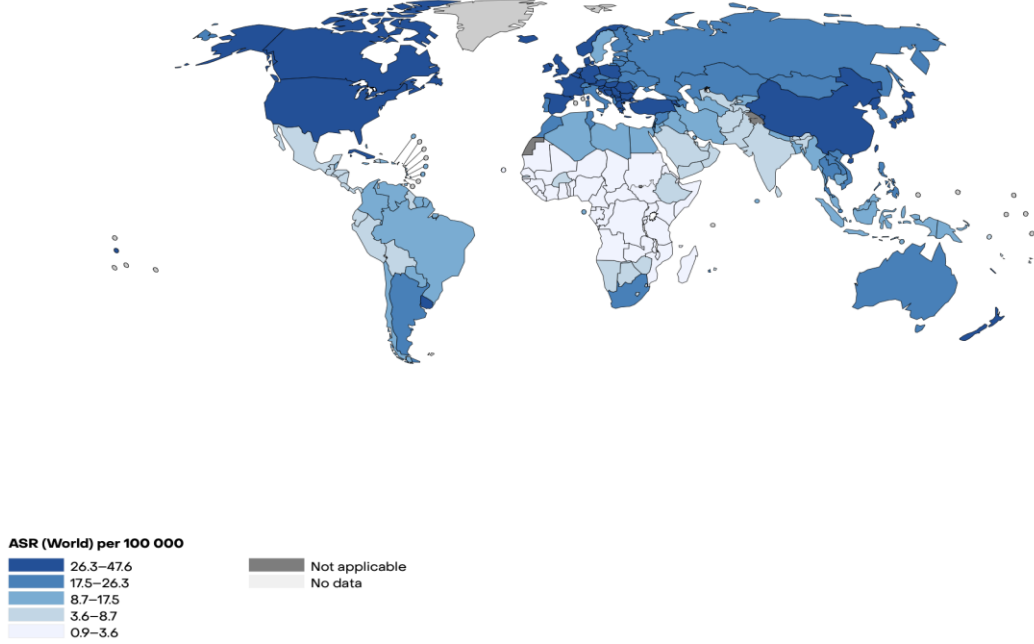 ASR (World) per 100 000
26.3–47.6
17.5–26.3
8.7–17.5
3.6–8.7
0.9–3.6
Not applicable
No data